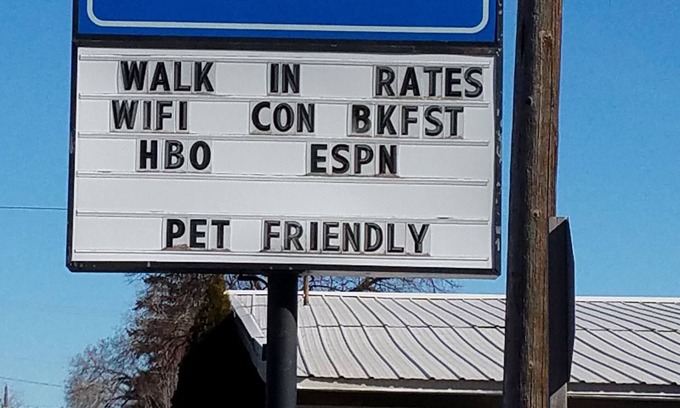 WALK IN RATES
WIFI CON BKFST
HBO ESPN
PET FRIENDLY